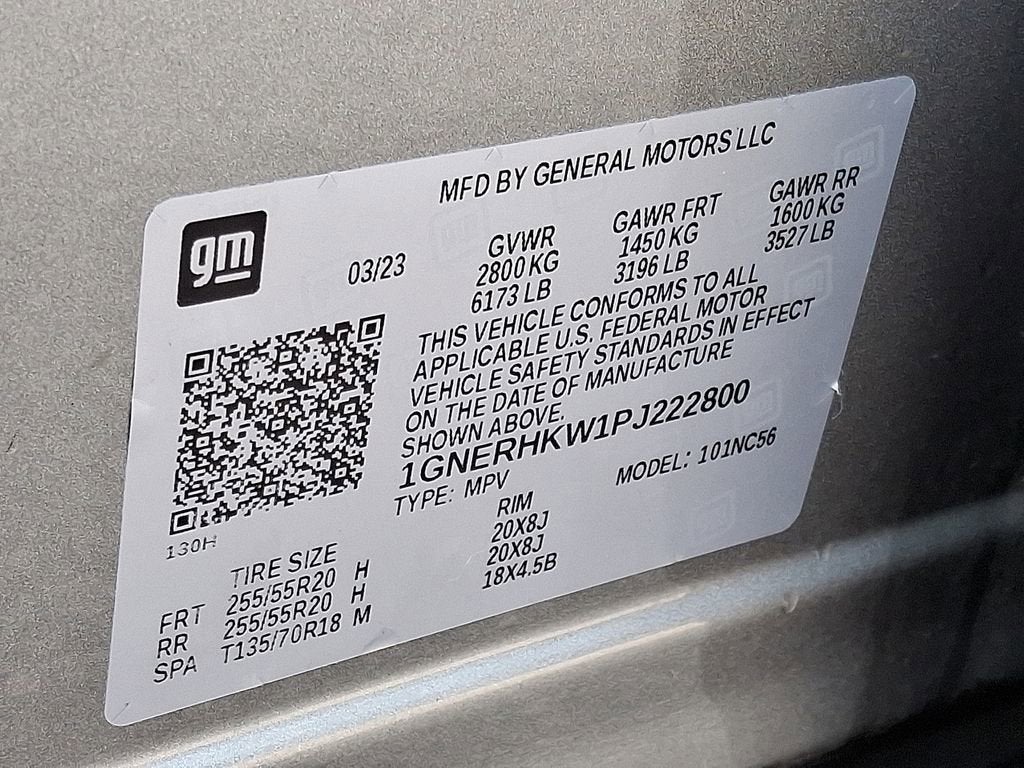 MFD BY GENERAL MOTORS LLC
gm
03/23
GVWR GAWR FRT GAWR RR
2800 KG 1450 KG 1600 KG
6173 LB 3196 LB 3527 LB
THIS VEHICLE CONFORMS TO ALL
APPLICABLE U.S. FEDERAL MOTOR
VEHICLE SAFETY STANDARDS IN EFFECT
ON THE DATE OF MANUFACTURE
SHOWN ABOVE.
1GNERHKW1PJ222800
TYPE: MPV MODEL: 101NC56
130H
TIRE SIZE RIM
FRT 255/55R20 H 20X8J
RR 255/55R20 H 20X8J
SPA T135/70R18 M 18X4.5B